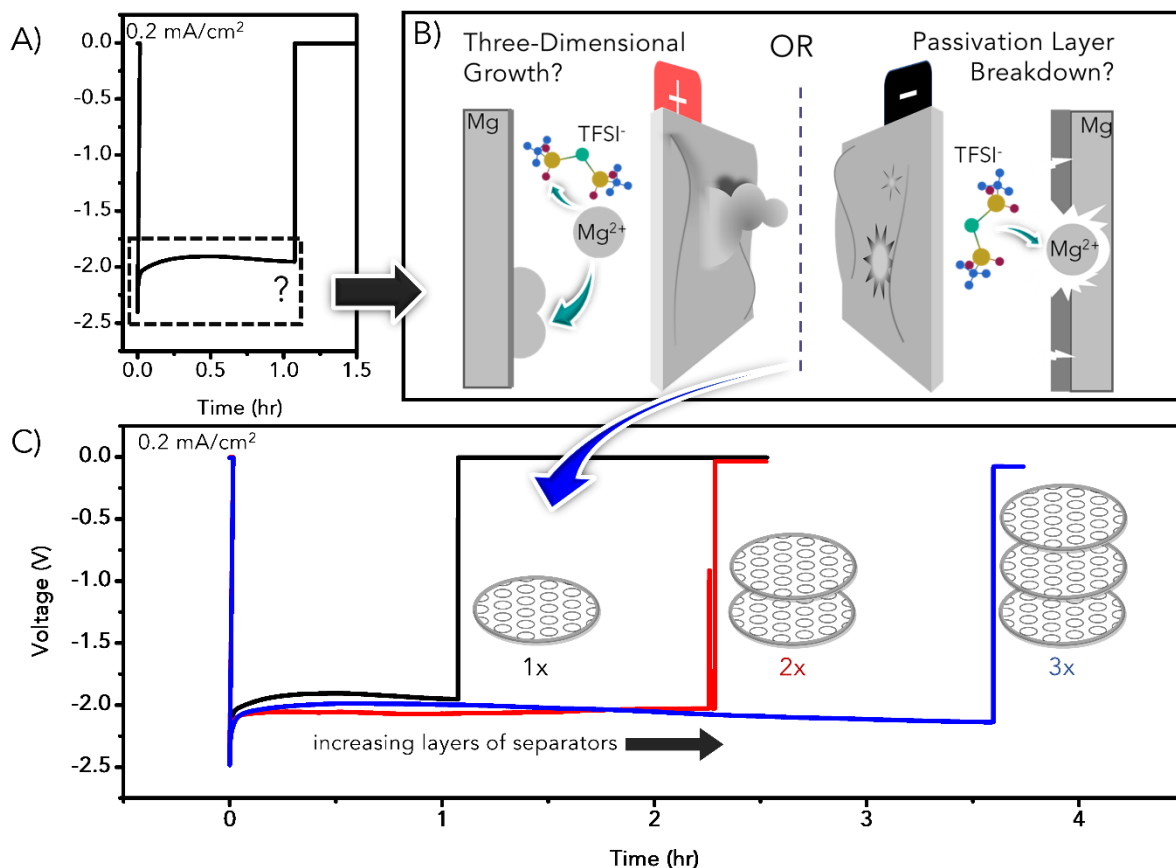 A)
0.2 mA/cm²
0.0
-0.5
-1.0
-1.5
-2.0
-2.5
?
0.0 0.5 1.0 1.5
Time (hr)
B)
Three-Dimensional
Growth?
OR
Passivation Layer
Breakdown?
Mg
TFSI⁻
Mg²⁺
+
-
TFSI⁻
Mg
Mg²⁺
C)
0.2 mA/cm²
0.0
-0.5
-1.0
-1.5
-2.0
-2.5
Voltage (V)
1x
2x
3x
increasing layers of separators
0 1 2 3 4
Time (hr)